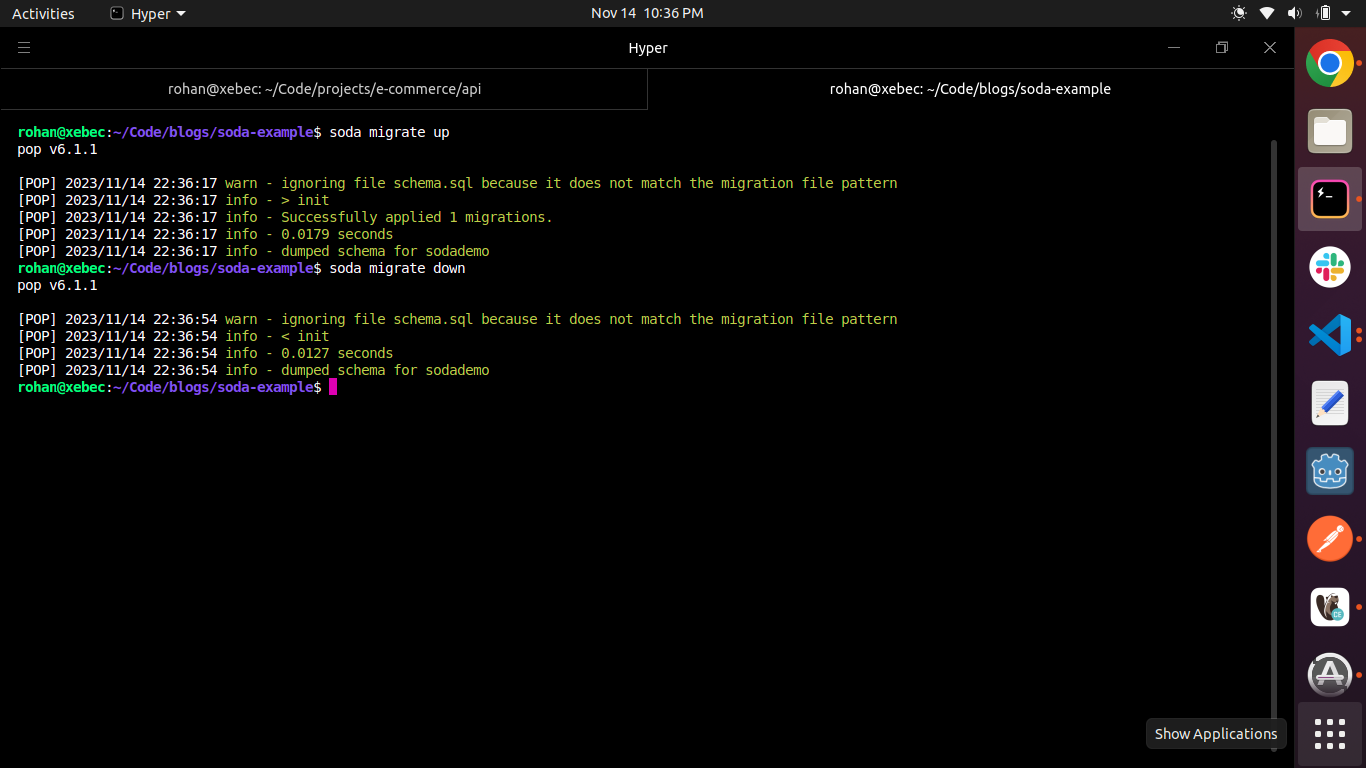 Activities
Hyper
Nov 14 10:36 PM
Hyper
rohan@xebec: ~/Code/projects/e-commerce/api
rohan@xebec: ~/Code/blogs/soda-example
rohan@xebec:~/Code/blogs/soda-example$ soda migrate up
pop v6.1.1
[POP] 2023/11/14 22:36:17 warn - ignoring file schema.sql because it does not match the migration file pattern
[POP] 2023/11/14 22:36:17 info - > init
[POP] 2023/11/14 22:36:17 info - Successfully applied 1 migrations.
[POP] 2023/11/14 22:36:17 info - 0.0179 seconds
[POP] 2023/11/14 22:36:17 info - dumped schema for sodademo
rohan@xebec:~/Code/blogs/soda-example$ soda migrate down
pop v6.1.1
[POP] 2023/11/14 22:36:54 warn - ignoring file schema.sql because it does not match the migration file pattern
[POP] 2023/11/14 22:36:54 info - < init
[POP] 2023/11/14 22:36:54 info - 0.0127 seconds
[POP] 2023/11/14 22:36:54 info - dumped schema for sodademo
rohan@xebec:~/Code/blogs/soda-example$
CE
A
Show Applications